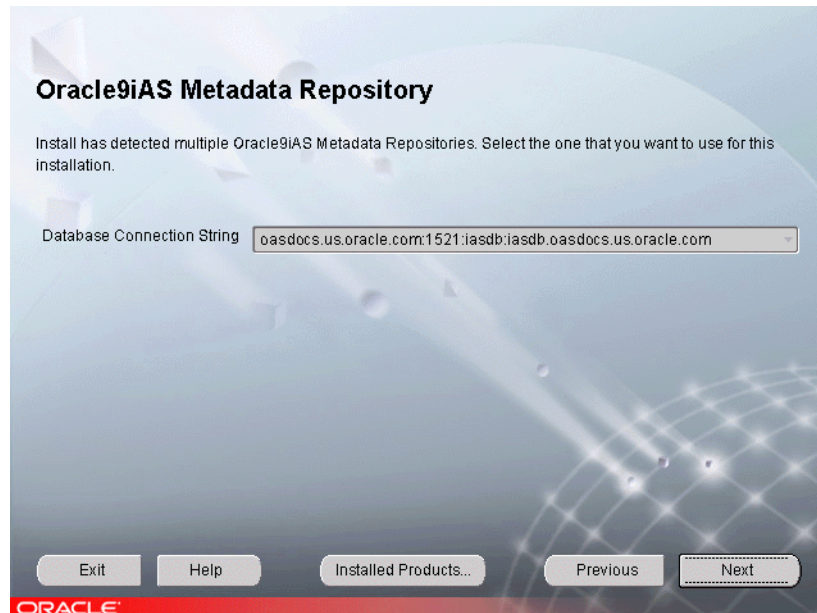 Oracle9iAS Metadata Repository
Install has detected multiple Oracle9iAS Metadata Repositories. Select the one that you want to use for this
installation.
Database Connection String oasdocs.us.oracle.com:1521:iasdb:iasdb.oasdocs.us.oracle.com
Exit Help Installed Products... Previous Next
ORACLE